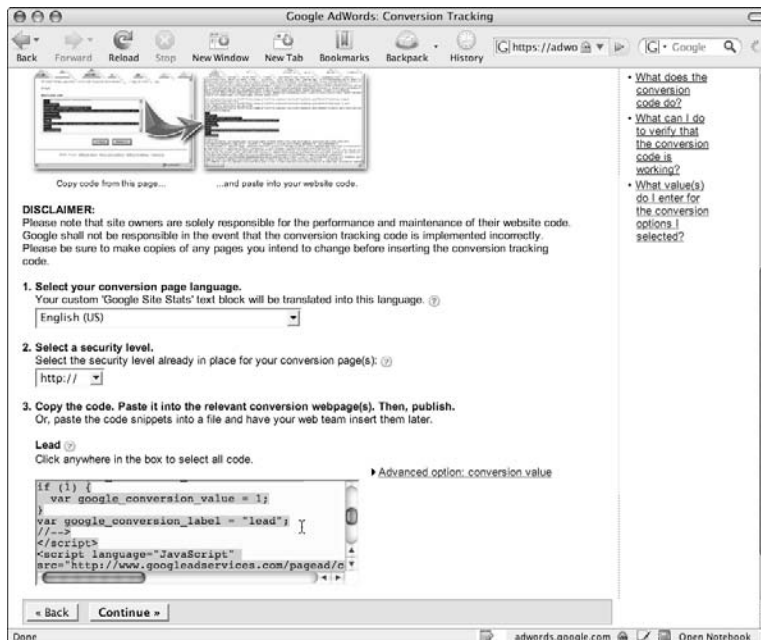 Google AdWords: Conversion Tracking
Back Forward Reload Stop New Window New Tab Bookmarks Backpack History https://adwo Google
Copy code from this page... ...and paste into your website code.
DISCLAIMER:
Please note that site owners are solely responsible for the performance and maintenance of their website code.
Google shall not be responsible in the event that the conversion tracking code is implemented incorrectly.
Please be sure to make copies of any pages you intend to change before inserting the conversion tracking
code.
1. Select your conversion page language.
Your custom 'Google Site Stats' text block will be translated into this language. ?
English (US)
2. Select a security level.
Select the security level already in place for your conversion page(s): ?
http://
3. Copy the code. Paste it into the relevant conversion webpage(s). Then, publish.
Or, paste the code snippets into a file and have your web team insert them later.
Lead ?
Click anywhere in the box to select all code.
Advanced option: conversion value
if (1) {
var google_conversion_value = 1;
}
var google_conversion_label = "lead";
//-->
</script>
<script language="JavaScript"
src="http://www.googleadservices.com/pagead/c
« Back Continue »
• What does the
conversion
code do?
• What can I do
to verify that
the conversion
code is
working?
• What value(s)
do I enter for
the conversion
options I
selected?
Done adwords.google.com Open Notebook